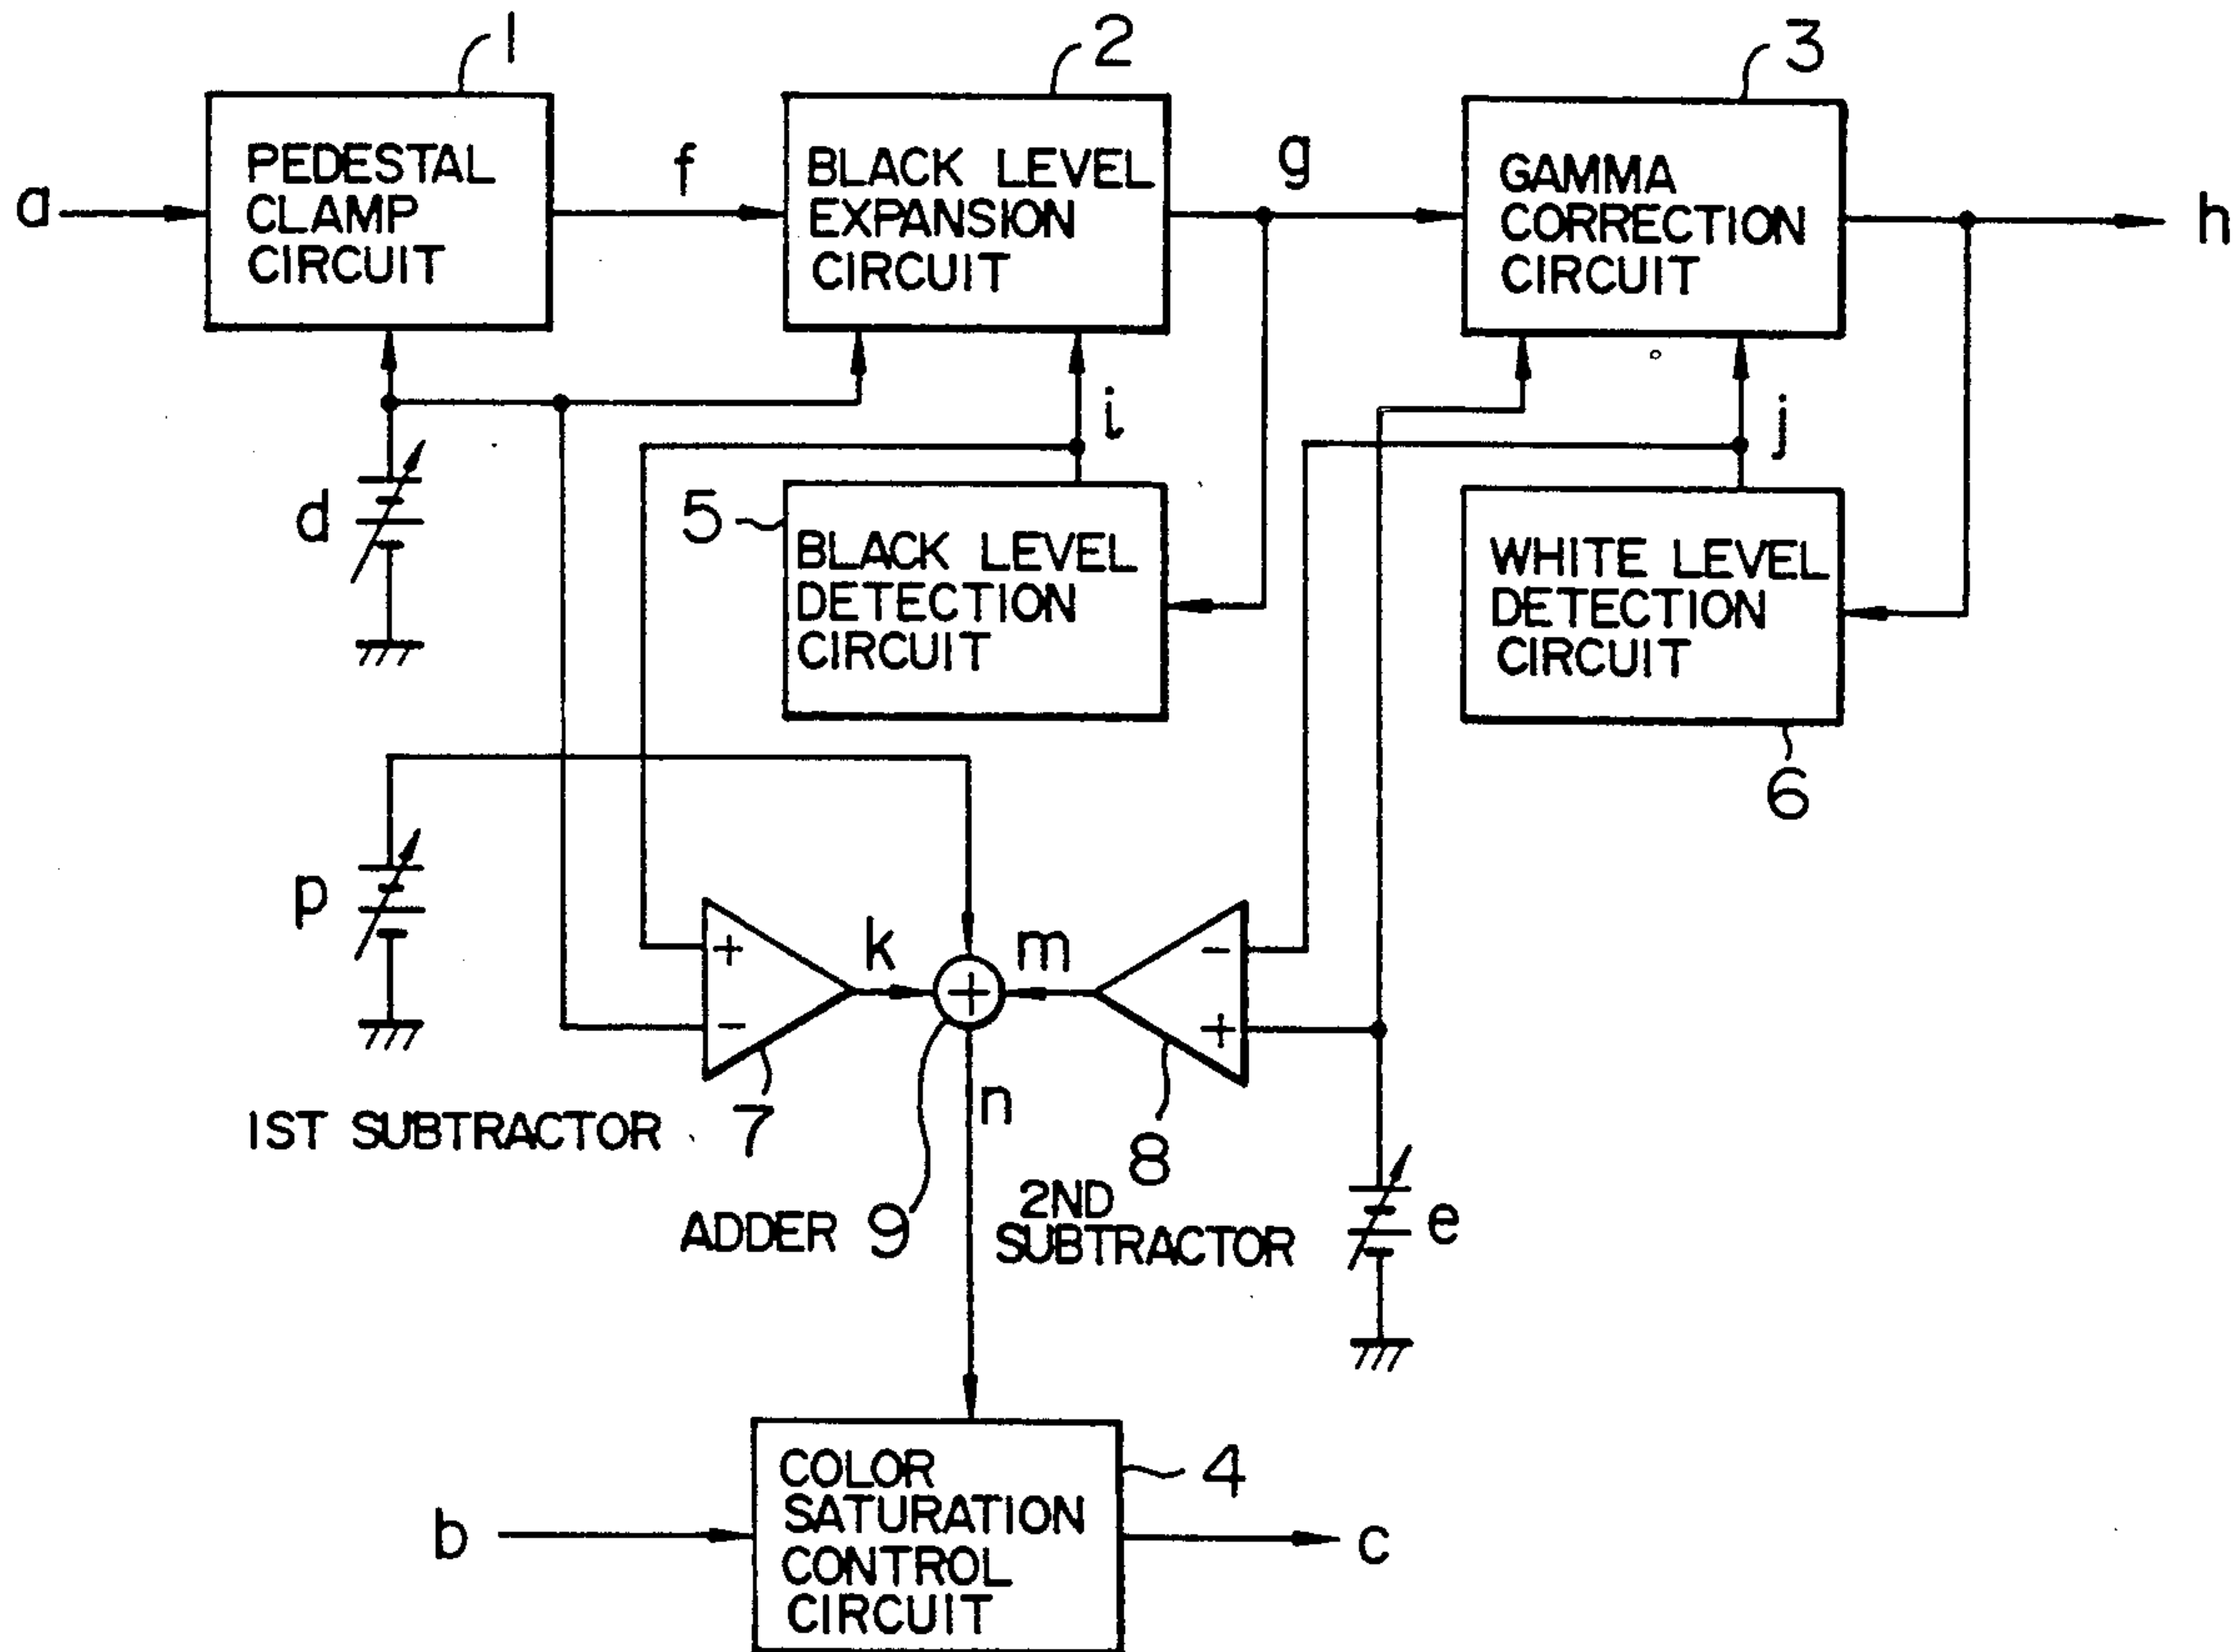 1
2
3
PEDESTAL
CLAMP
CIRCUIT
BLACK LEVEL
EXPANSION
CIRCUIT
GAMMA
CORRECTION
CIRCUIT
a
f
g
h
i
j
d
5
BLACK LEVEL
DETECTION
CIRCUIT
WHITE LEVEL
DETECTION
CIRCUIT
6
p
+
-
k
+
m
-
+
n
1ST SUBTRACTOR
7
8
ADDER 9
2ND
SUBTRACTOR
e
COLOR
SATURATION
CONTROL
CIRCUIT
4
b
c